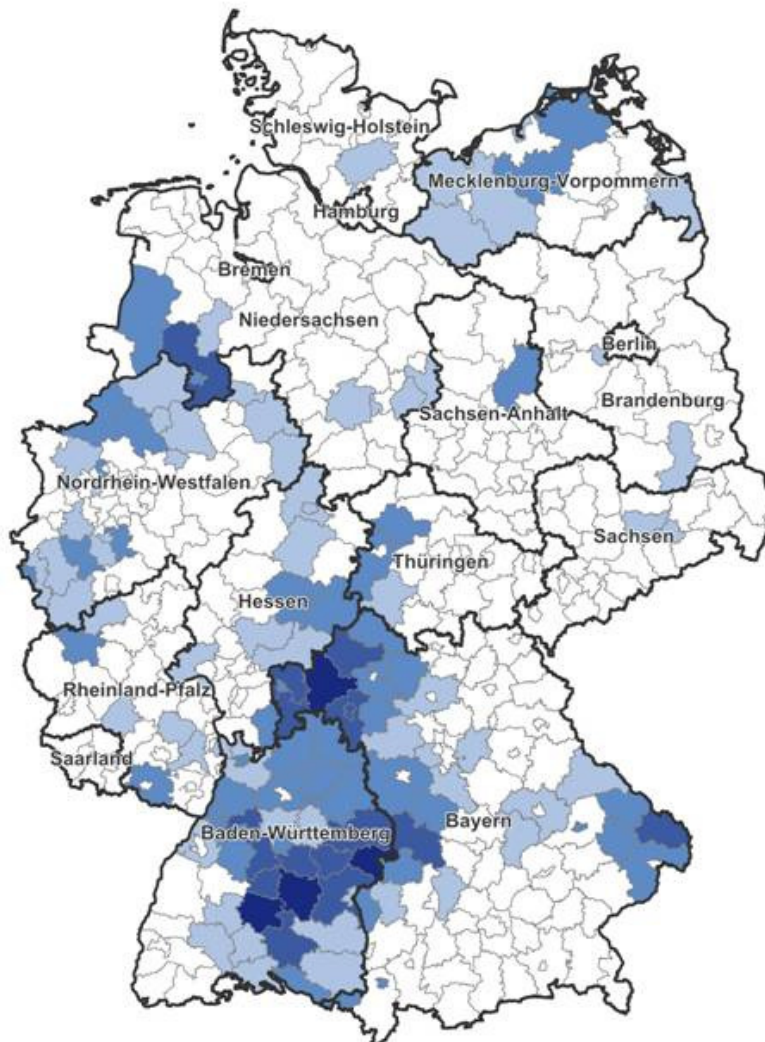 Schleswig-Holstein
Mecklenburg-Vorpommern
Hamburg
Bremen
Niedersachsen
Berlin
Sachsen-Anhalt
Brandenburg
Nordrhein-Westfalen
Sachsen
Thüringen
Hessen
Rheinland-Pfalz
Saarland
Bayern
Baden-Württemberg